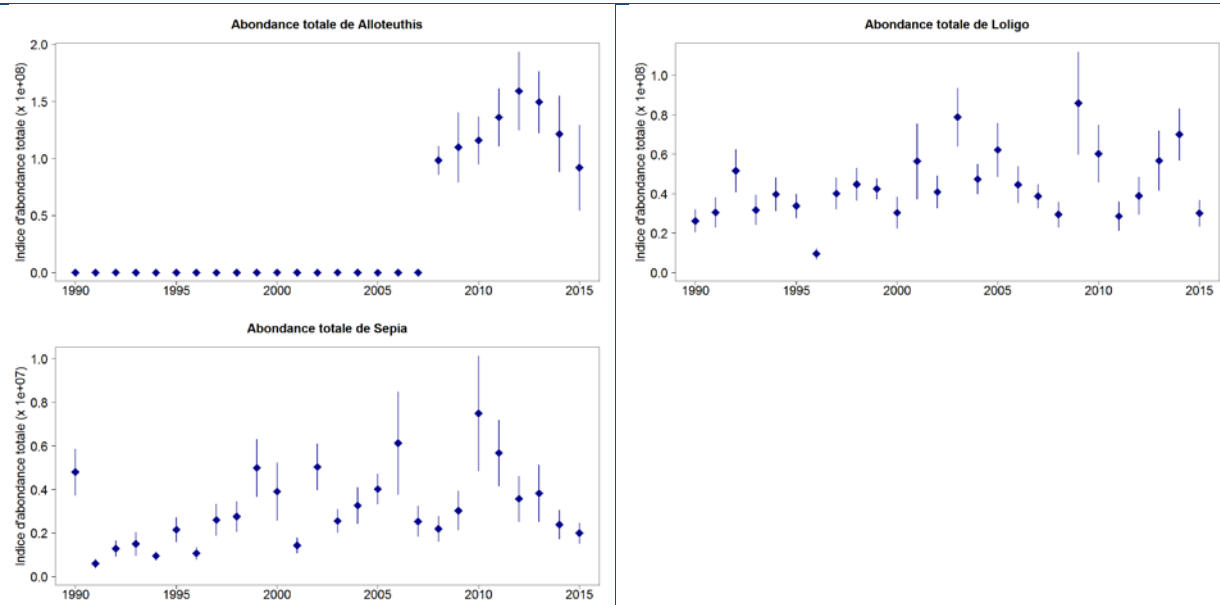 Abondance totale de Alloteuthis
Indice d'abondance totale (x 1e+08)
2.0
1.5
1.0
0.5
0.0
1990 1995 2000 2005 2010 2015
Abondance totale de Loligo
Indice d'abondance totale (x 1e+08)
1.0
0.8
0.6
0.4
0.2
0.0
1990 1995 2000 2005 2010 2015
Abondance totale de Sepia
Indice d'abondance totale (x 1e+07)
1.0
0.8
0.6
0.4
0.2
0.0
1990 1995 2000 2005 2010 2015